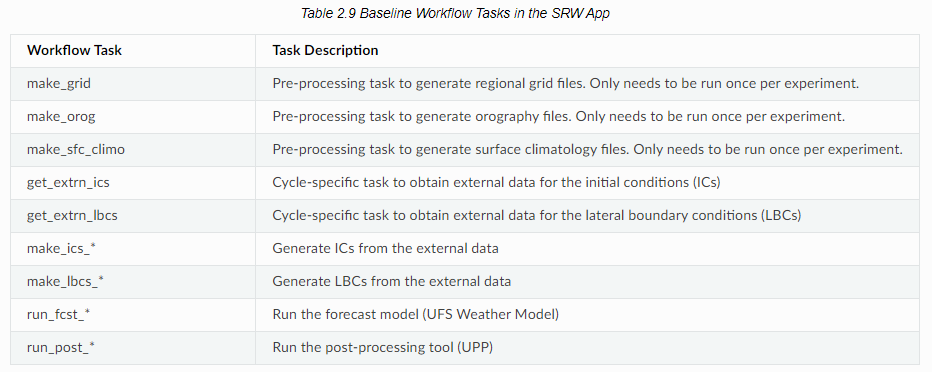 Table 2.9 Baseline Workflow Tasks in the SRW App
Workflow Task Task Description
make_grid Pre-processing task to generate regional grid files. Only needs to be run once per experiment.
make_orog Pre-processing task to generate orography files. Only needs to be run once per experiment.
make_sfc_climo Pre-processing task to generate surface climatology files. Only needs to be run once per experiment.
get_extrn_ics Cycle-specific task to obtain external data for the initial conditions (ICs)
get_extrn_lbcs Cycle-specific task to obtain external data for the lateral boundary conditions (LBCs)
make_ics_* Generate ICs from the external data
make_lbcs_* Generate LBCs from the external data
run_fcst_* Run the forecast model (UFS Weather Model)
run_post_* Run the post-processing tool (UPP)